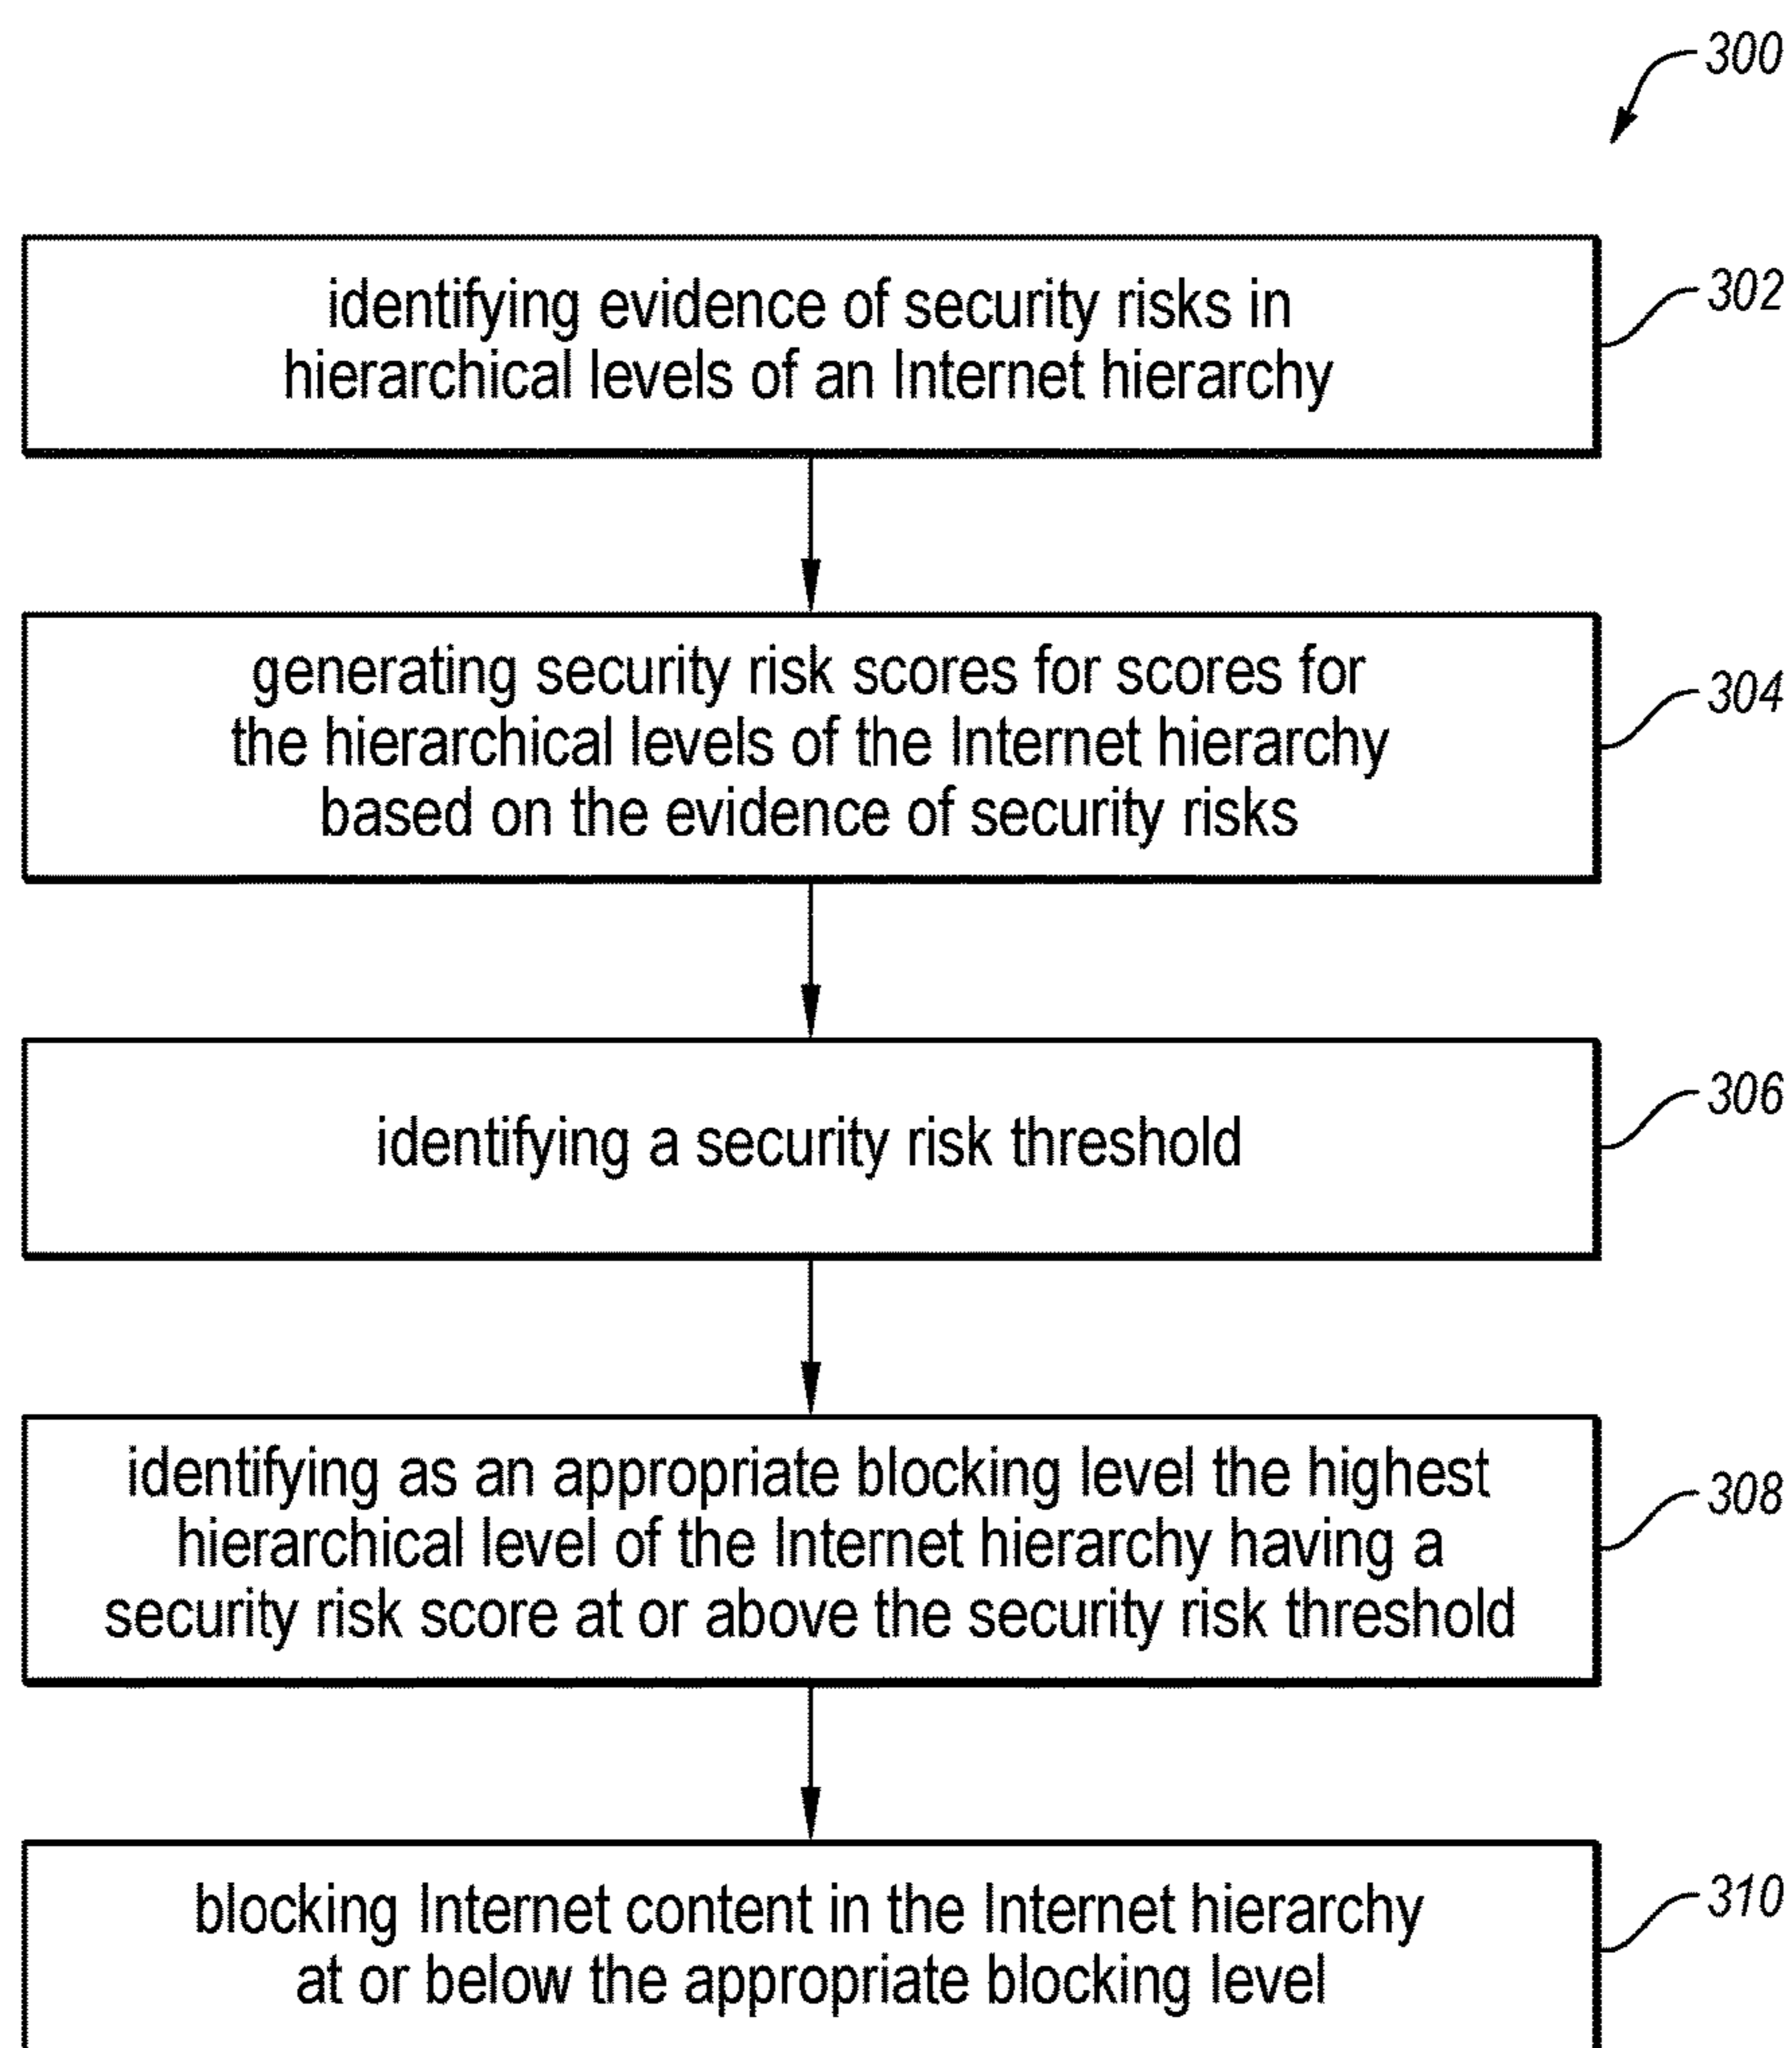 300
identifying evidence of security risks in
hierarchical levels of an Internet hierarchy
302
generating security risk scores for scores for
the hierarchical levels of the Internet hierarchy
based on the evidence of security risks
304
identifying a security risk threshold
306
identifying as an appropriate blocking level the highest
hierarchical level of the Internet hierarchy having a
security risk score at or above the security risk threshold
308
blocking Internet content in the Internet hierarchy
at or below the appropriate blocking level
310